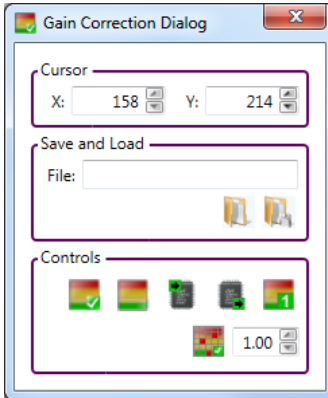 Gain Correction Dialog
Cursor
X: 158 Y: 214
Save and Load
File:
Controls
1
1.00